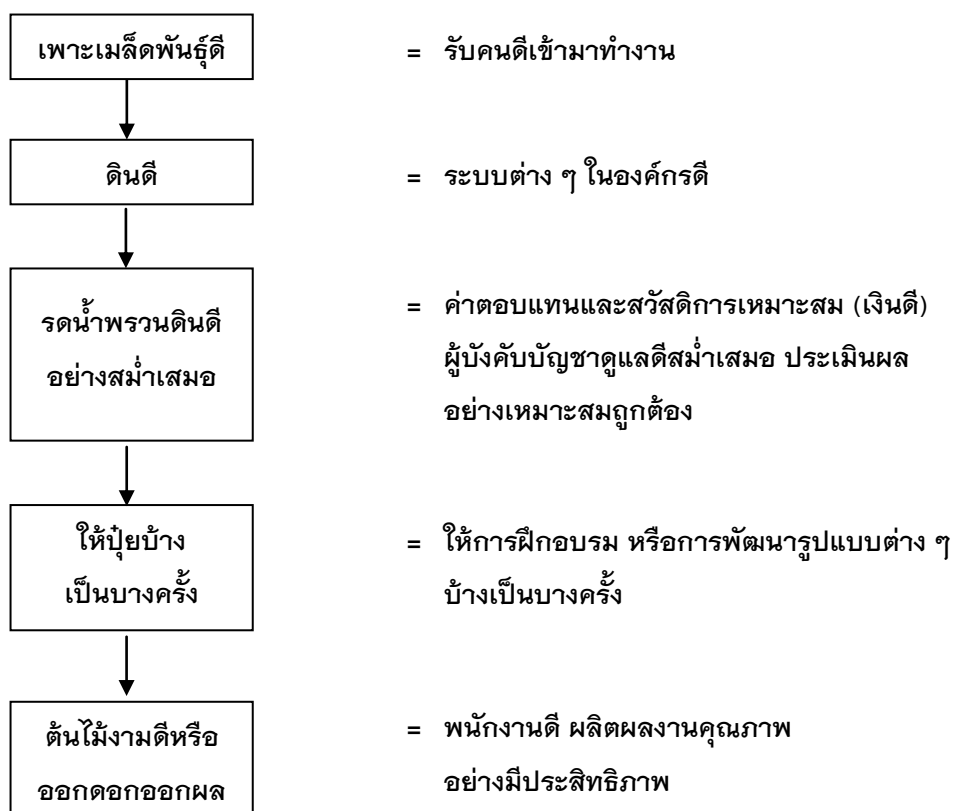 เพาะเมล็ดพันธุ์ดี = รับคนดีเข้ามาทำงาน
ดินดี = ระบบต่าง ๆ ในองค์กรดี
รดน้ำพรวนดินดี
อย่างสม่ำเสมอ
= ค่าตอบแทนและสวัสดิการเหมาะสม (เงินดี)
ผู้บังคับบัญชาดูแลดีสม่ำเสมอ ประเมินผล
อย่างเหมาะสมถูกต้อง
ให้ปุ๋ยบ้าง
เป็นบางครั้ง
= ให้การฝึกอบรม หรือการพัฒนารูปแบบต่าง ๆ
บ้างเป็นบางครั้ง
ต้นไม้งามดีหรือ
ออกดอกออกผล
= พนักงานดี ผลิตผลงานคุณภาพ
อย่างมีประสิทธิภาพ